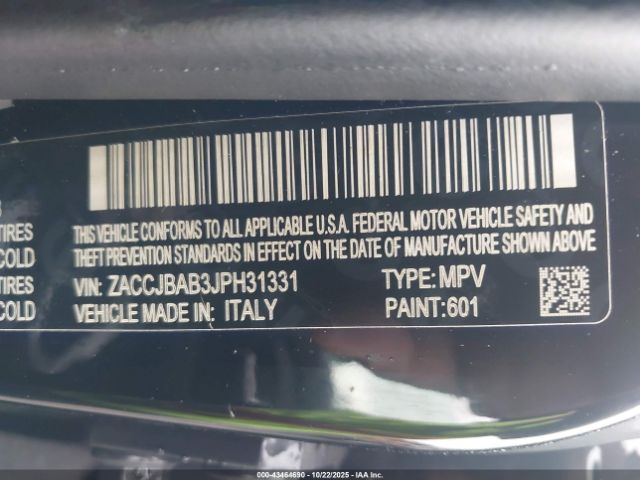 TIRES
COLD
TIRES
COLD
THIS VEHICLE CONFORMS TO ALL APPLICABLE U.S.A. FEDERAL MOTOR VEHICLE SAFETY AND
THEFT PREVENTION STANDARDS IN EFFECT ON THE DATE OF MANUFACTURE SHOWN ABOVE.
VIN: ZACCJBAB3JPH31331 TYPE: MPV
VEHICLE MADE IN: ITALY PAINT:601
000-43464690 - 10/22/2025 - IAA Inc.